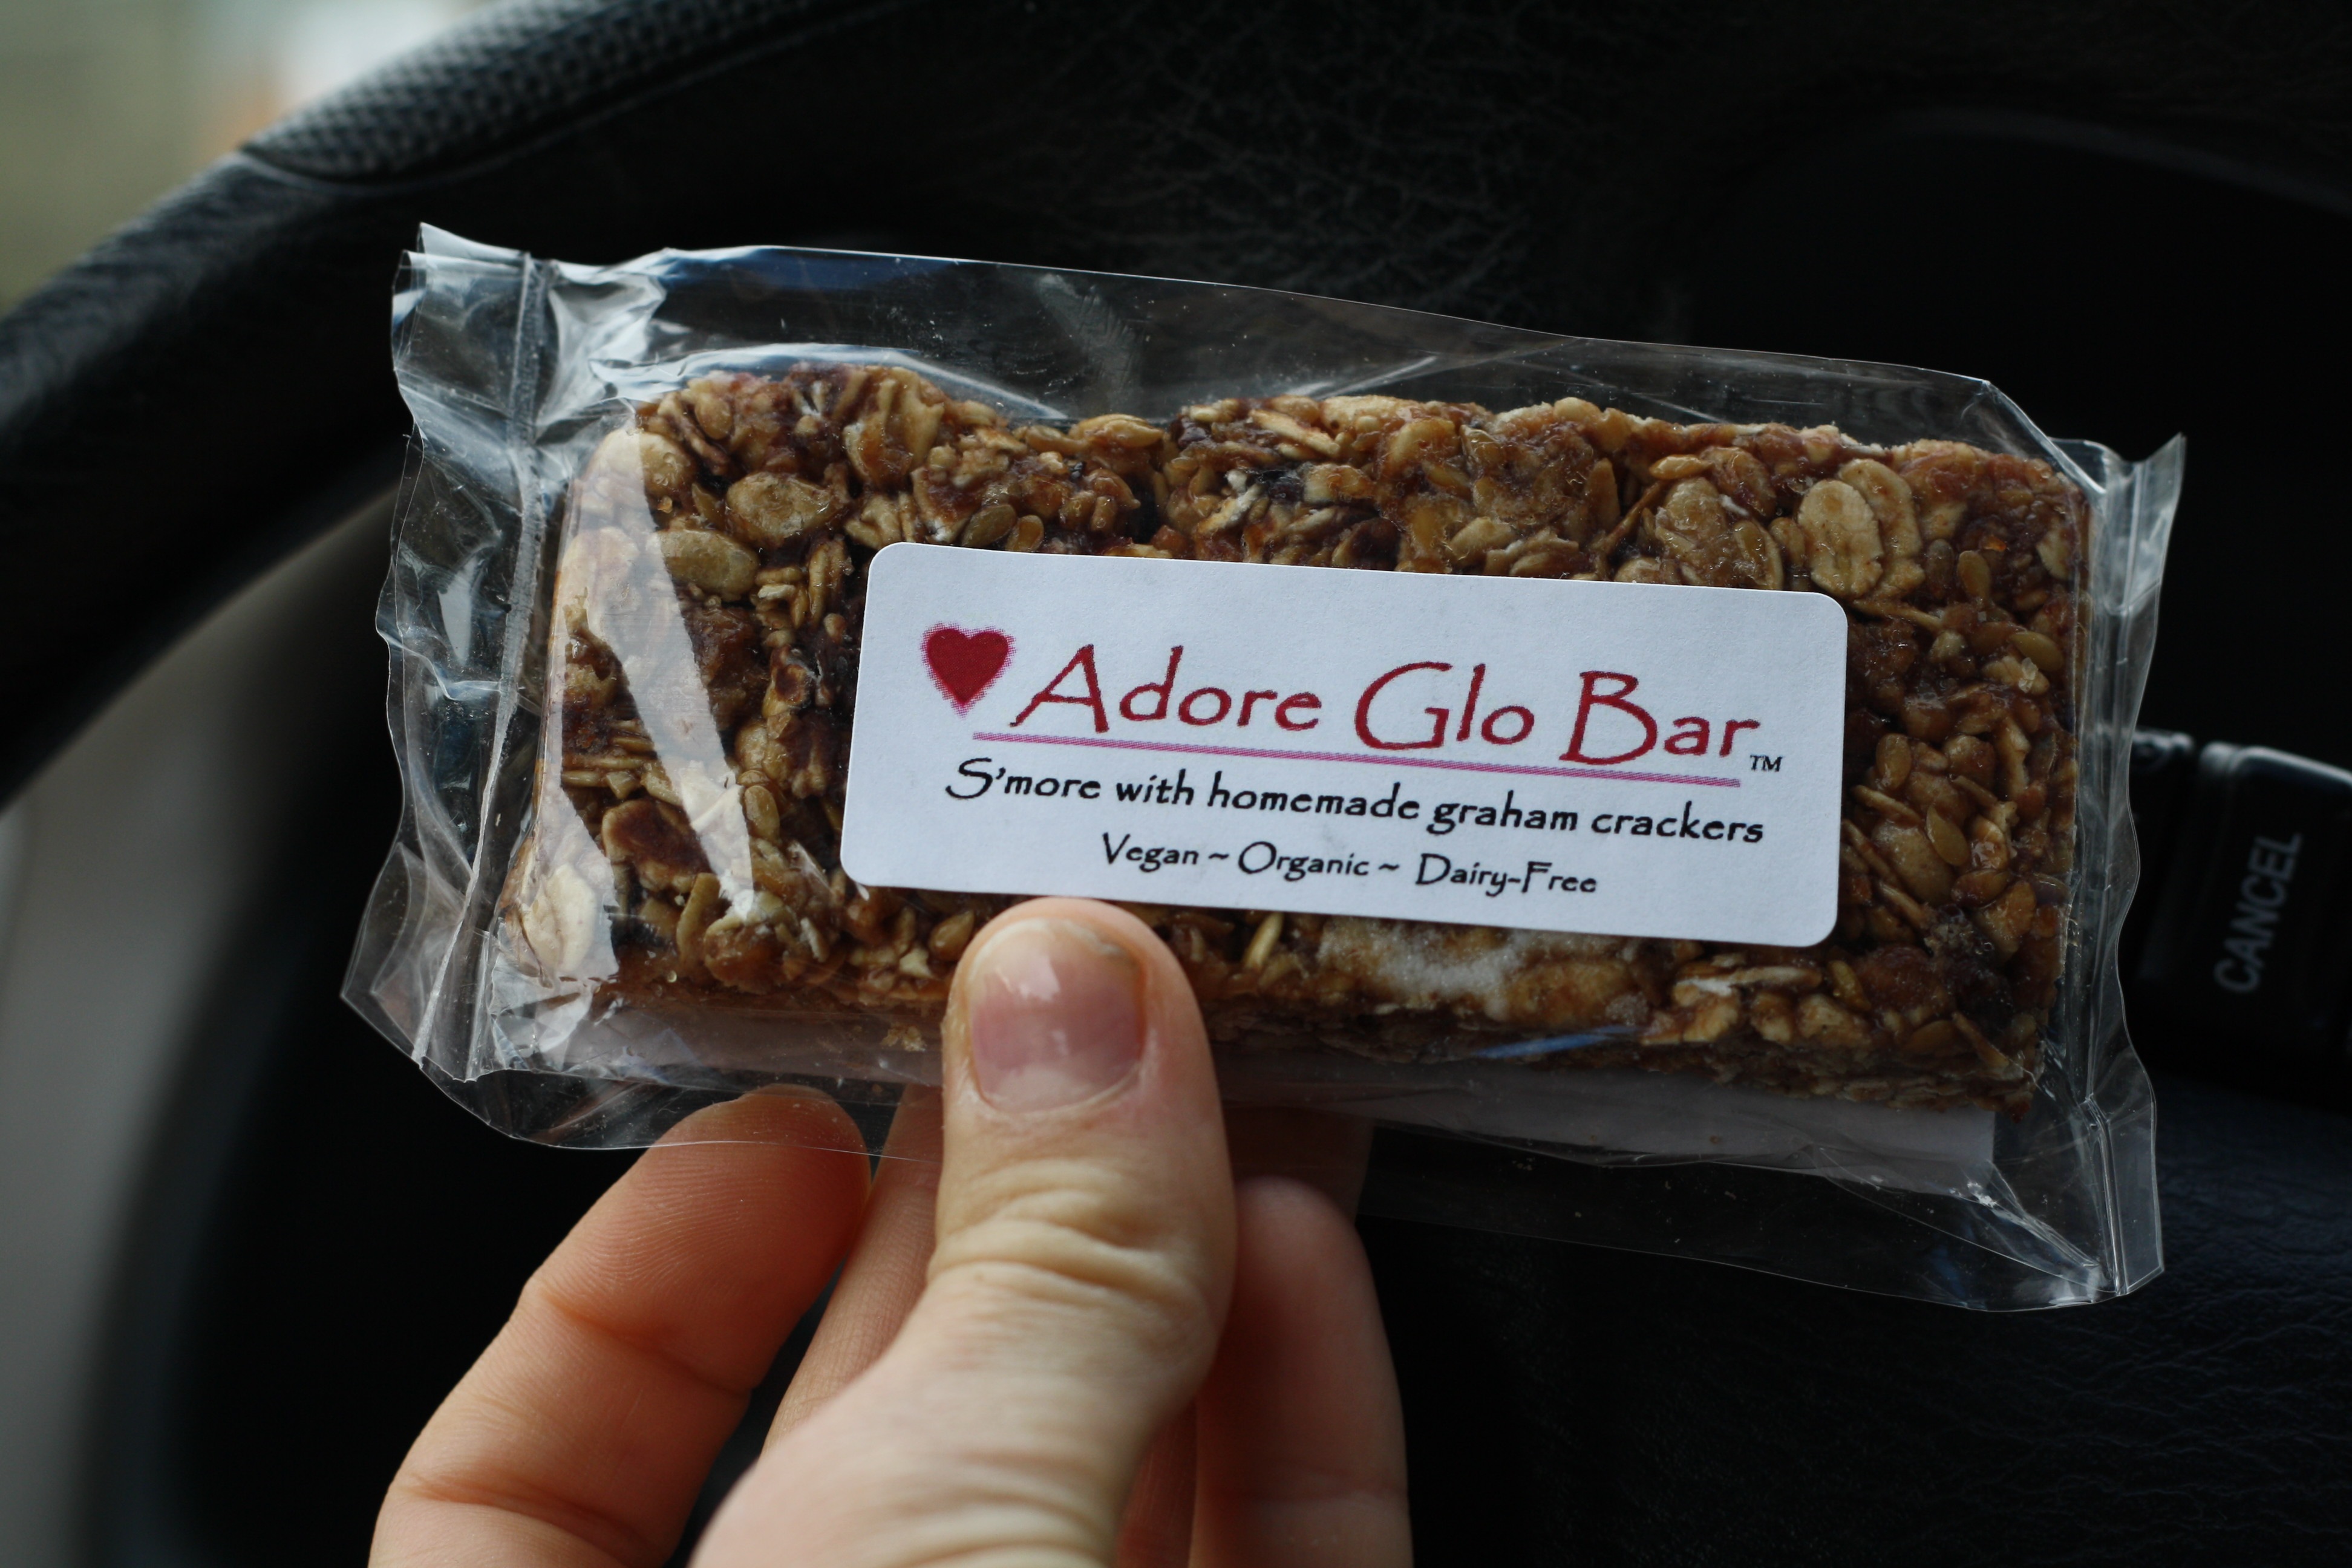 Adore Glo Bar™
S'more with homemade graham crackers
Vegan ~ Organic ~ Dairy-Free
CANCEL